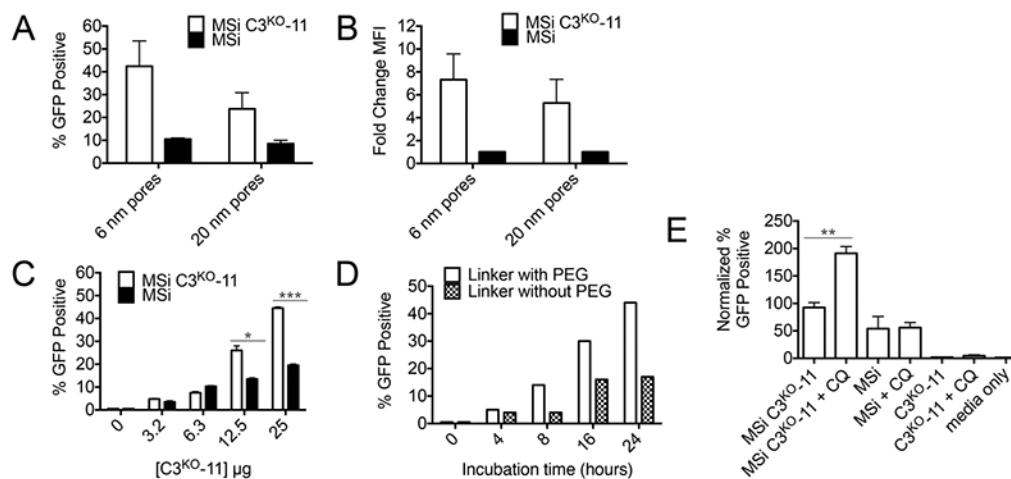 A
MSi C3KO-11
MSi
% GFP Positive
60
50
40
30
20
10
0
6 nm pores
20 nm pores
B
MSi C3KO-11
MSi
Fold Change MFI
12
10
8
6
4
2
0
6 nm pores
20 nm pores
C
MSi C3KO-11
MSi
% GFP Positive
60
50
40
30
20
10
0
*
***
0
3.2
6.3
12.5
25
[C3KO-11] µg
D
Linker with PEG
Linker without PEG
% GFP Positive
50
40
30
20
10
0
0
4
8
16
24
Incubation time (hours)
E
Normalized %
GFP Positive
250
200
150
100
50
0
**
MSi C3KO-11
MSi C3KO-11 + CQ
MSi
MSi + CQ
C3KO-11
C3KO-11 + CQ
media only